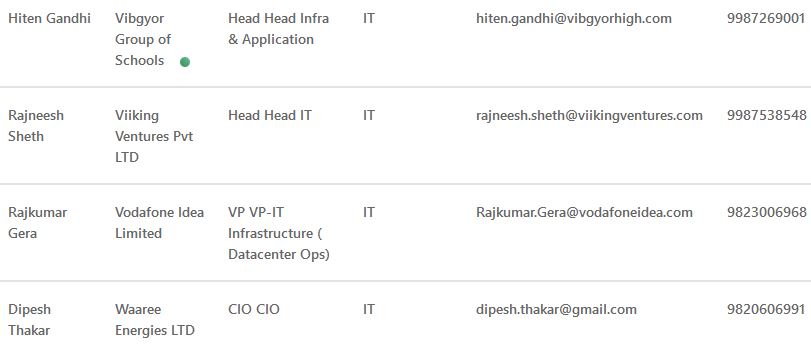 Hiten Gandhi Vibgyor Head Head Infra IT hiten.gandhi@vibgyorhigh.com 9987269001
Group of & Application
Schools
Rajneesh Viiking Head Head IT IT rajneesh.sheth@viikingventures.com 9987538548
Sheth Ventures Pvt
LTD
Rajkumar Vodafone Idea VP VP-IT IT Rajkumar.Gera@vodafoneidea.com 9823006968
Gera Limited Infrastructure (
Datacenter Ops)
Dipesh Waaree CIO CIO IT dipesh.thakar@gmail.com 9820606991
Thakar Energies LTD